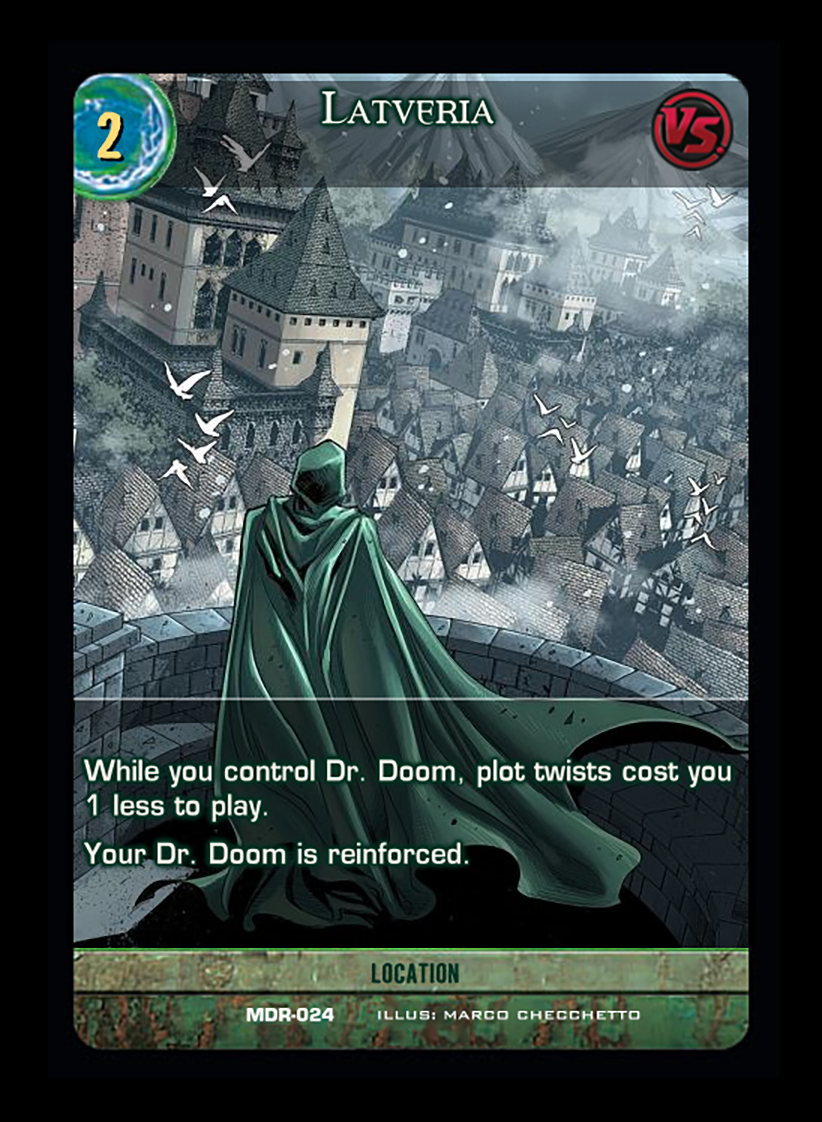 2
Latveria
VS.
While you control Dr. Doom, plot twists cost you
1 less to play.
Your Dr. Doom is reinforced.
LOCATION
MDR-024 ILLUS: MARCO CHECCHETTO